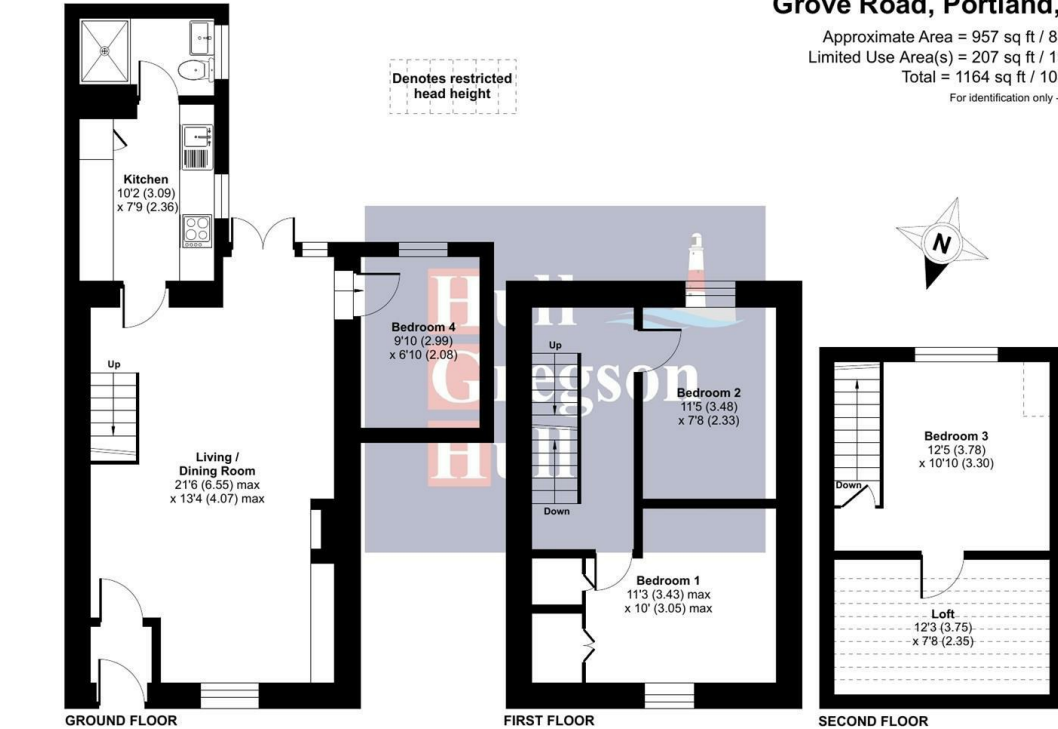 Grove Road, Portland,
Approximate Area = 957 sq ft / 8
Limited Use Area(s) = 207 sq ft / 1
Total = 1164 sq ft / 10
For identification only -
Denotes restricted
head height
Kitchen
10'2 (3.09)
x 7'9 (2.36)
N
Bedroom 4
9'10 (2.99)
x 6'10 (2.08)
Hull
Gregson
Hull
Up
Living /
Dining Room
21'6 (6.55) max
x 13'4 (4.07) max
GROUND FLOOR
Up
Down
Bedroom 2
11'5 (3.48)
x 7'8 (2.33)
Bedroom 1
11'3 (3.43) max
x 10' (3.05) max
FIRST FLOOR
Down
Bedroom 3
12'5 (3.78)
x 10'10 (3.30)
Loft
12'3 (3.75)
x 7'8 (2.35)
SECOND FLOOR